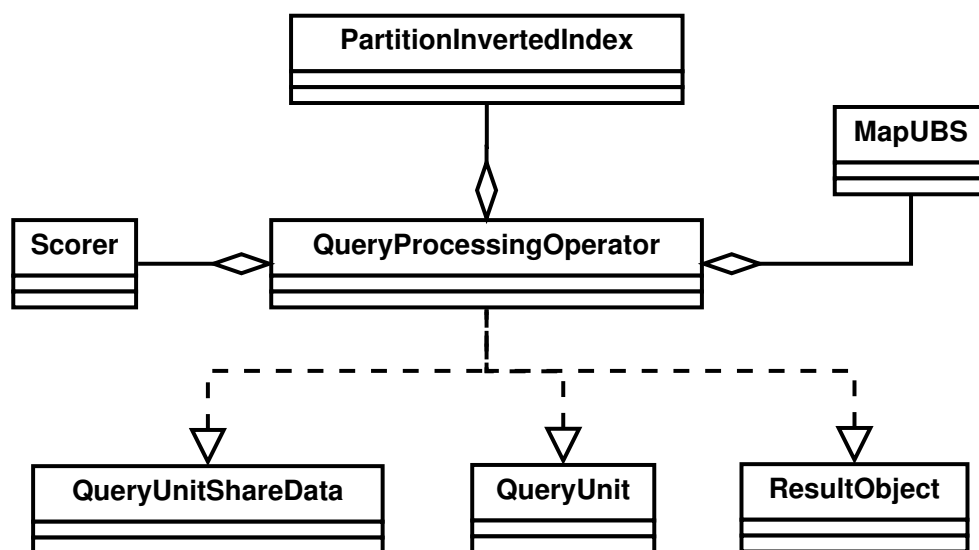 PartitionInvertedIndex
MapUBS
Scorer
QueryProcessingOperator
QueryUnitShareData
QueryUnit
ResultObject